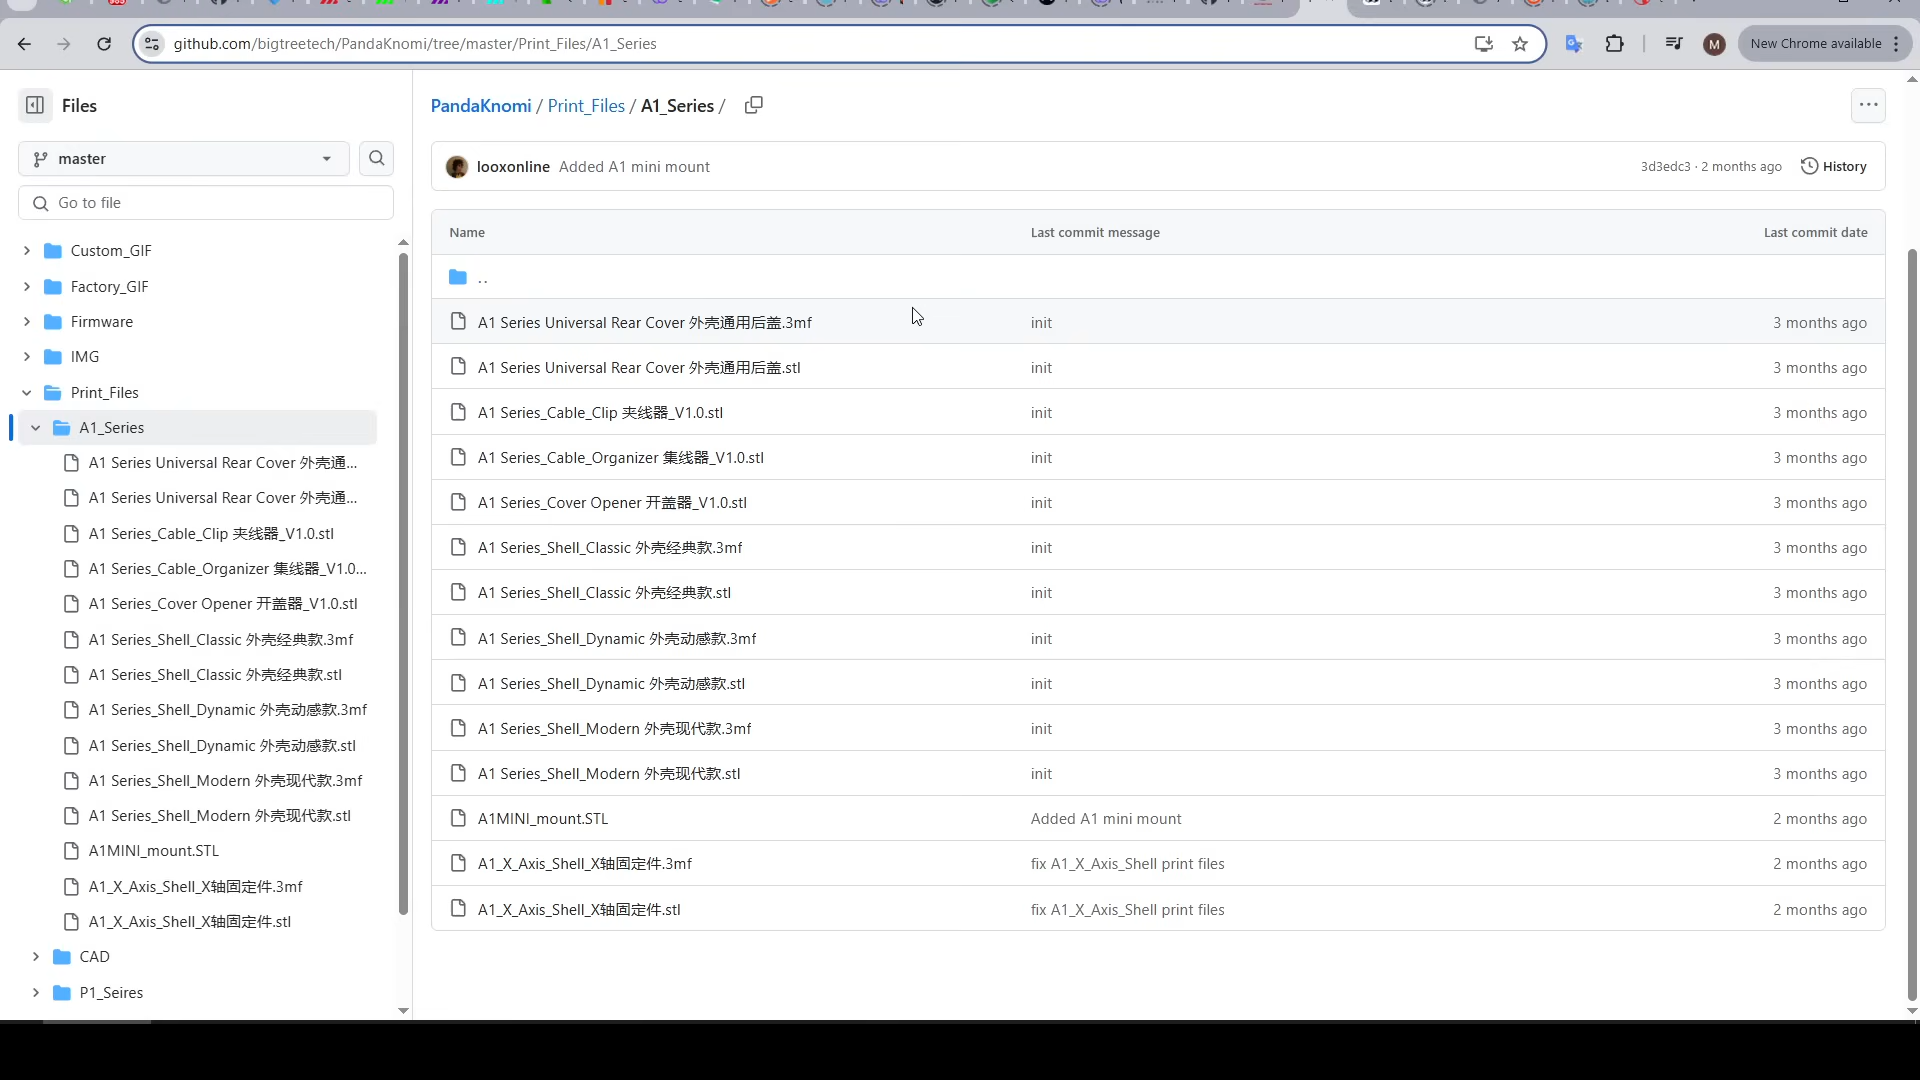 github.com/bigtreetech/PandaKnomi/tree/master/Print_Files/A1_Series
M
New Chrome available
Files
PandaKnomi / Print_Files / A1_Series /
master
looxonline Added A1 mini mount 3d3edc3 · 2 months ago History
Go to file
Name Last commit message Last commit date
..
Custom_GIF
Factory_GIF
Firmware
IMG
Print_Files
A1_Series
A1 Series Universal Rear Cover 外壳通...
A1 Series Universal Rear Cover 外壳通...
A1 Series_Cable_Clip 夹线器_V1.0.stl
A1 Series_Cable_Organizer 集线器_V1.0...
A1 Series_Cover Opener 开盖器_V1.0.stl
A1 Series_Shell_Classic 外壳经典款.3mf
A1 Series_Shell_Classic 外壳经典款.stl
A1 Series_Shell_Dynamic 外壳动感款.3mf
A1 Series_Shell_Dynamic 外壳动感款.stl
A1 Series_Shell_Modern 外壳现代款.3mf
A1 Series_Shell_Modern 外壳现代款.stl
A1MINI_mount.STL
A1_X_Axis_Shell_X轴固定件.3mf
A1_X_Axis_Shell_X轴固定件.stl
CAD
P1_Seires
A1 Series Universal Rear Cover 外壳通用后盖.3mf init 3 months ago
A1 Series Universal Rear Cover 外壳通用后盖.stl init 3 months ago
A1 Series_Cable_Clip 夹线器_V1.0.stl init 3 months ago
A1 Series_Cable_Organizer 集线器_V1.0.stl init 3 months ago
A1 Series_Cover Opener 开盖器_V1.0.stl init 3 months ago
A1 Series_Shell_Classic 外壳经典款.3mf init 3 months ago
A1 Series_Shell_Classic 外壳经典款.stl init 3 months ago
A1 Series_Shell_Dynamic 外壳动感款.3mf init 3 months ago
A1 Series_Shell_Dynamic 外壳动感款.stl init 3 months ago
A1 Series_Shell_Modern 外壳现代款.3mf init 3 months ago
A1 Series_Shell_Modern 外壳现代款.stl init 3 months ago
A1MINI_mount.STL Added A1 mini mount 2 months ago
A1_X_Axis_Shell_X轴固定件.3mf fix A1_X_Axis_Shell print files 2 months ago
A1_X_Axis_Shell_X轴固定件.stl fix A1_X_Axis_Shell print files 2 months ago